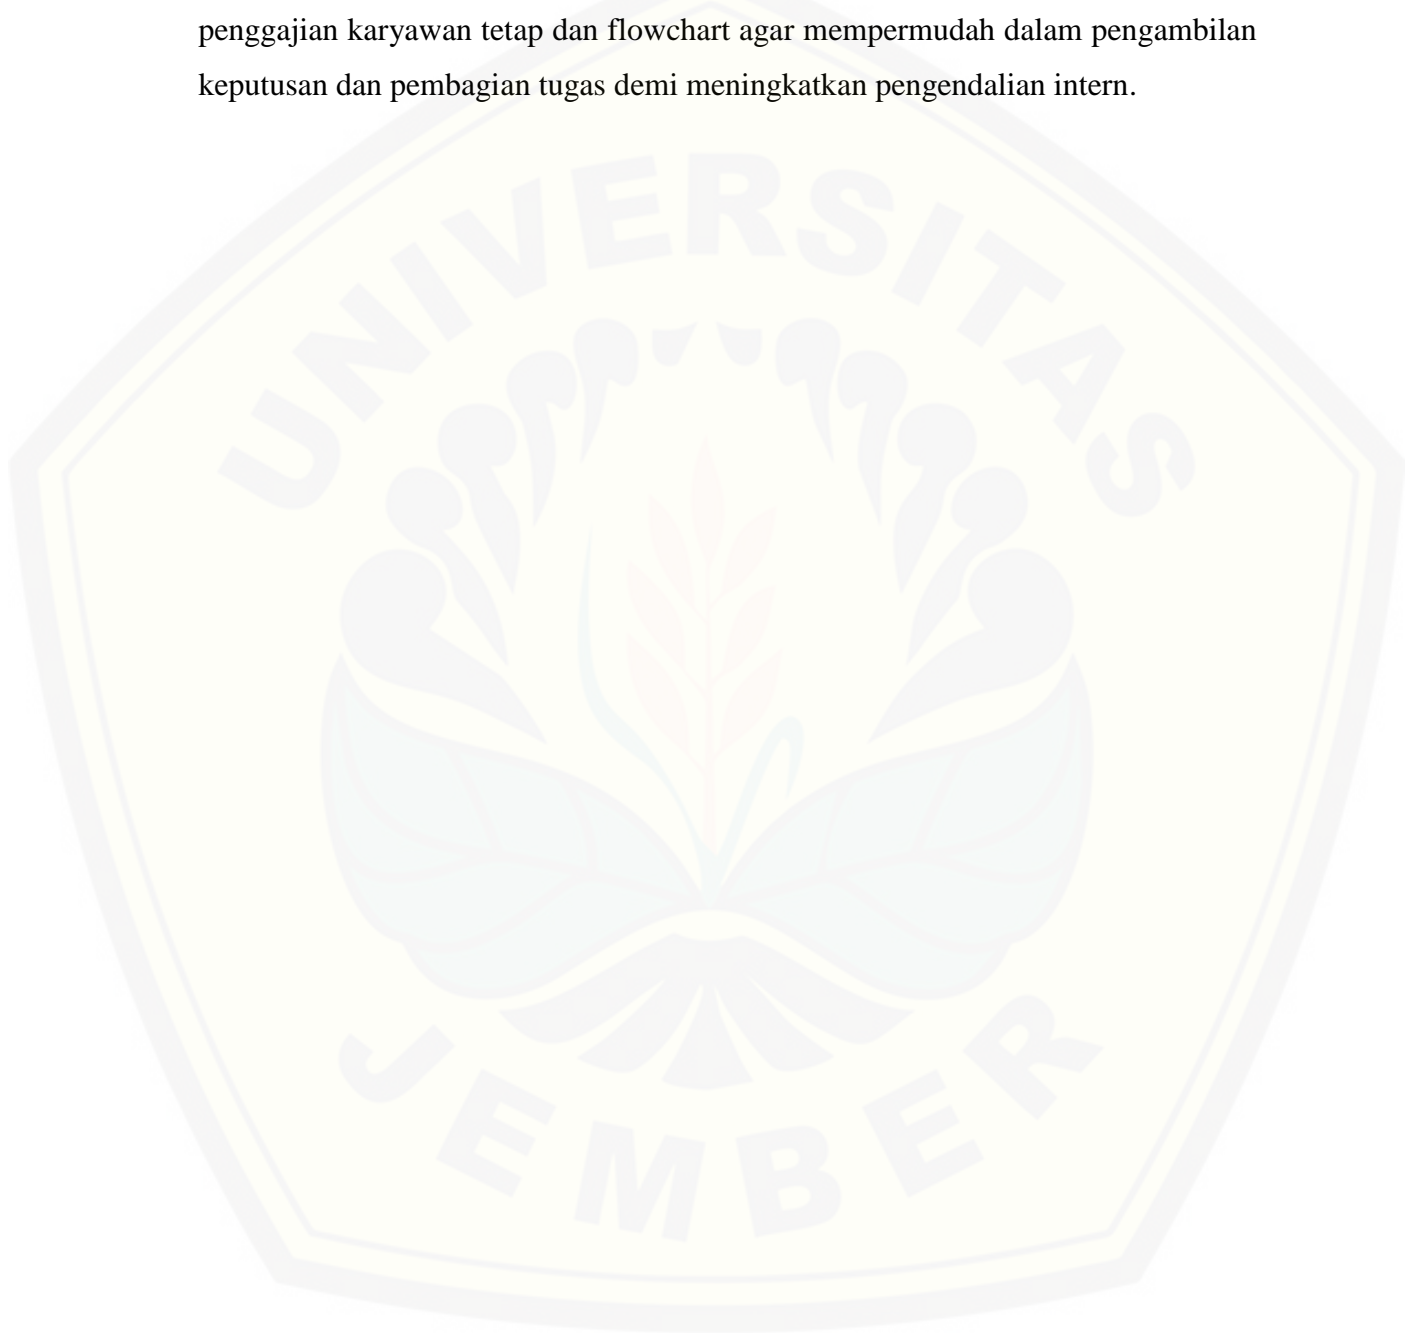 penggajian karyawan tetap dan flowchart agar mempermudah dalam pengambilan
keputusan dan pembagian tugas demi meningkatkan pengendalian intern.
UNIVERSITAS
JEMBER